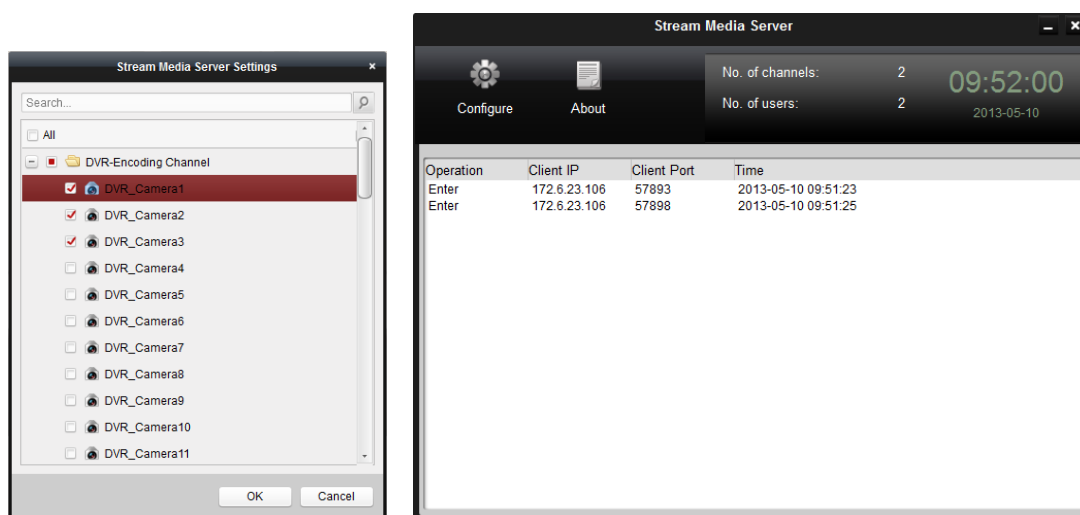 Stream Media Server Settings ×
Search...
All
DVR-Encoding Channel
DVR_Camera1
DVR_Camera2
DVR_Camera3
DVR_Camera4
DVR_Camera5
DVR_Camera6
DVR_Camera7
DVR_Camera8
DVR_Camera9
DVR_Camera10
DVR_Camera11
OK Cancel
Stream Media Server
Configure About
No. of channels: 2
No. of users: 2
09:52:00
2013-05-10
Operation Client IP Client Port Time
Enter 172.6.23.106 57893 2013-05-10 09:51:23
Enter 172.6.23.106 57898 2013-05-10 09:51:25